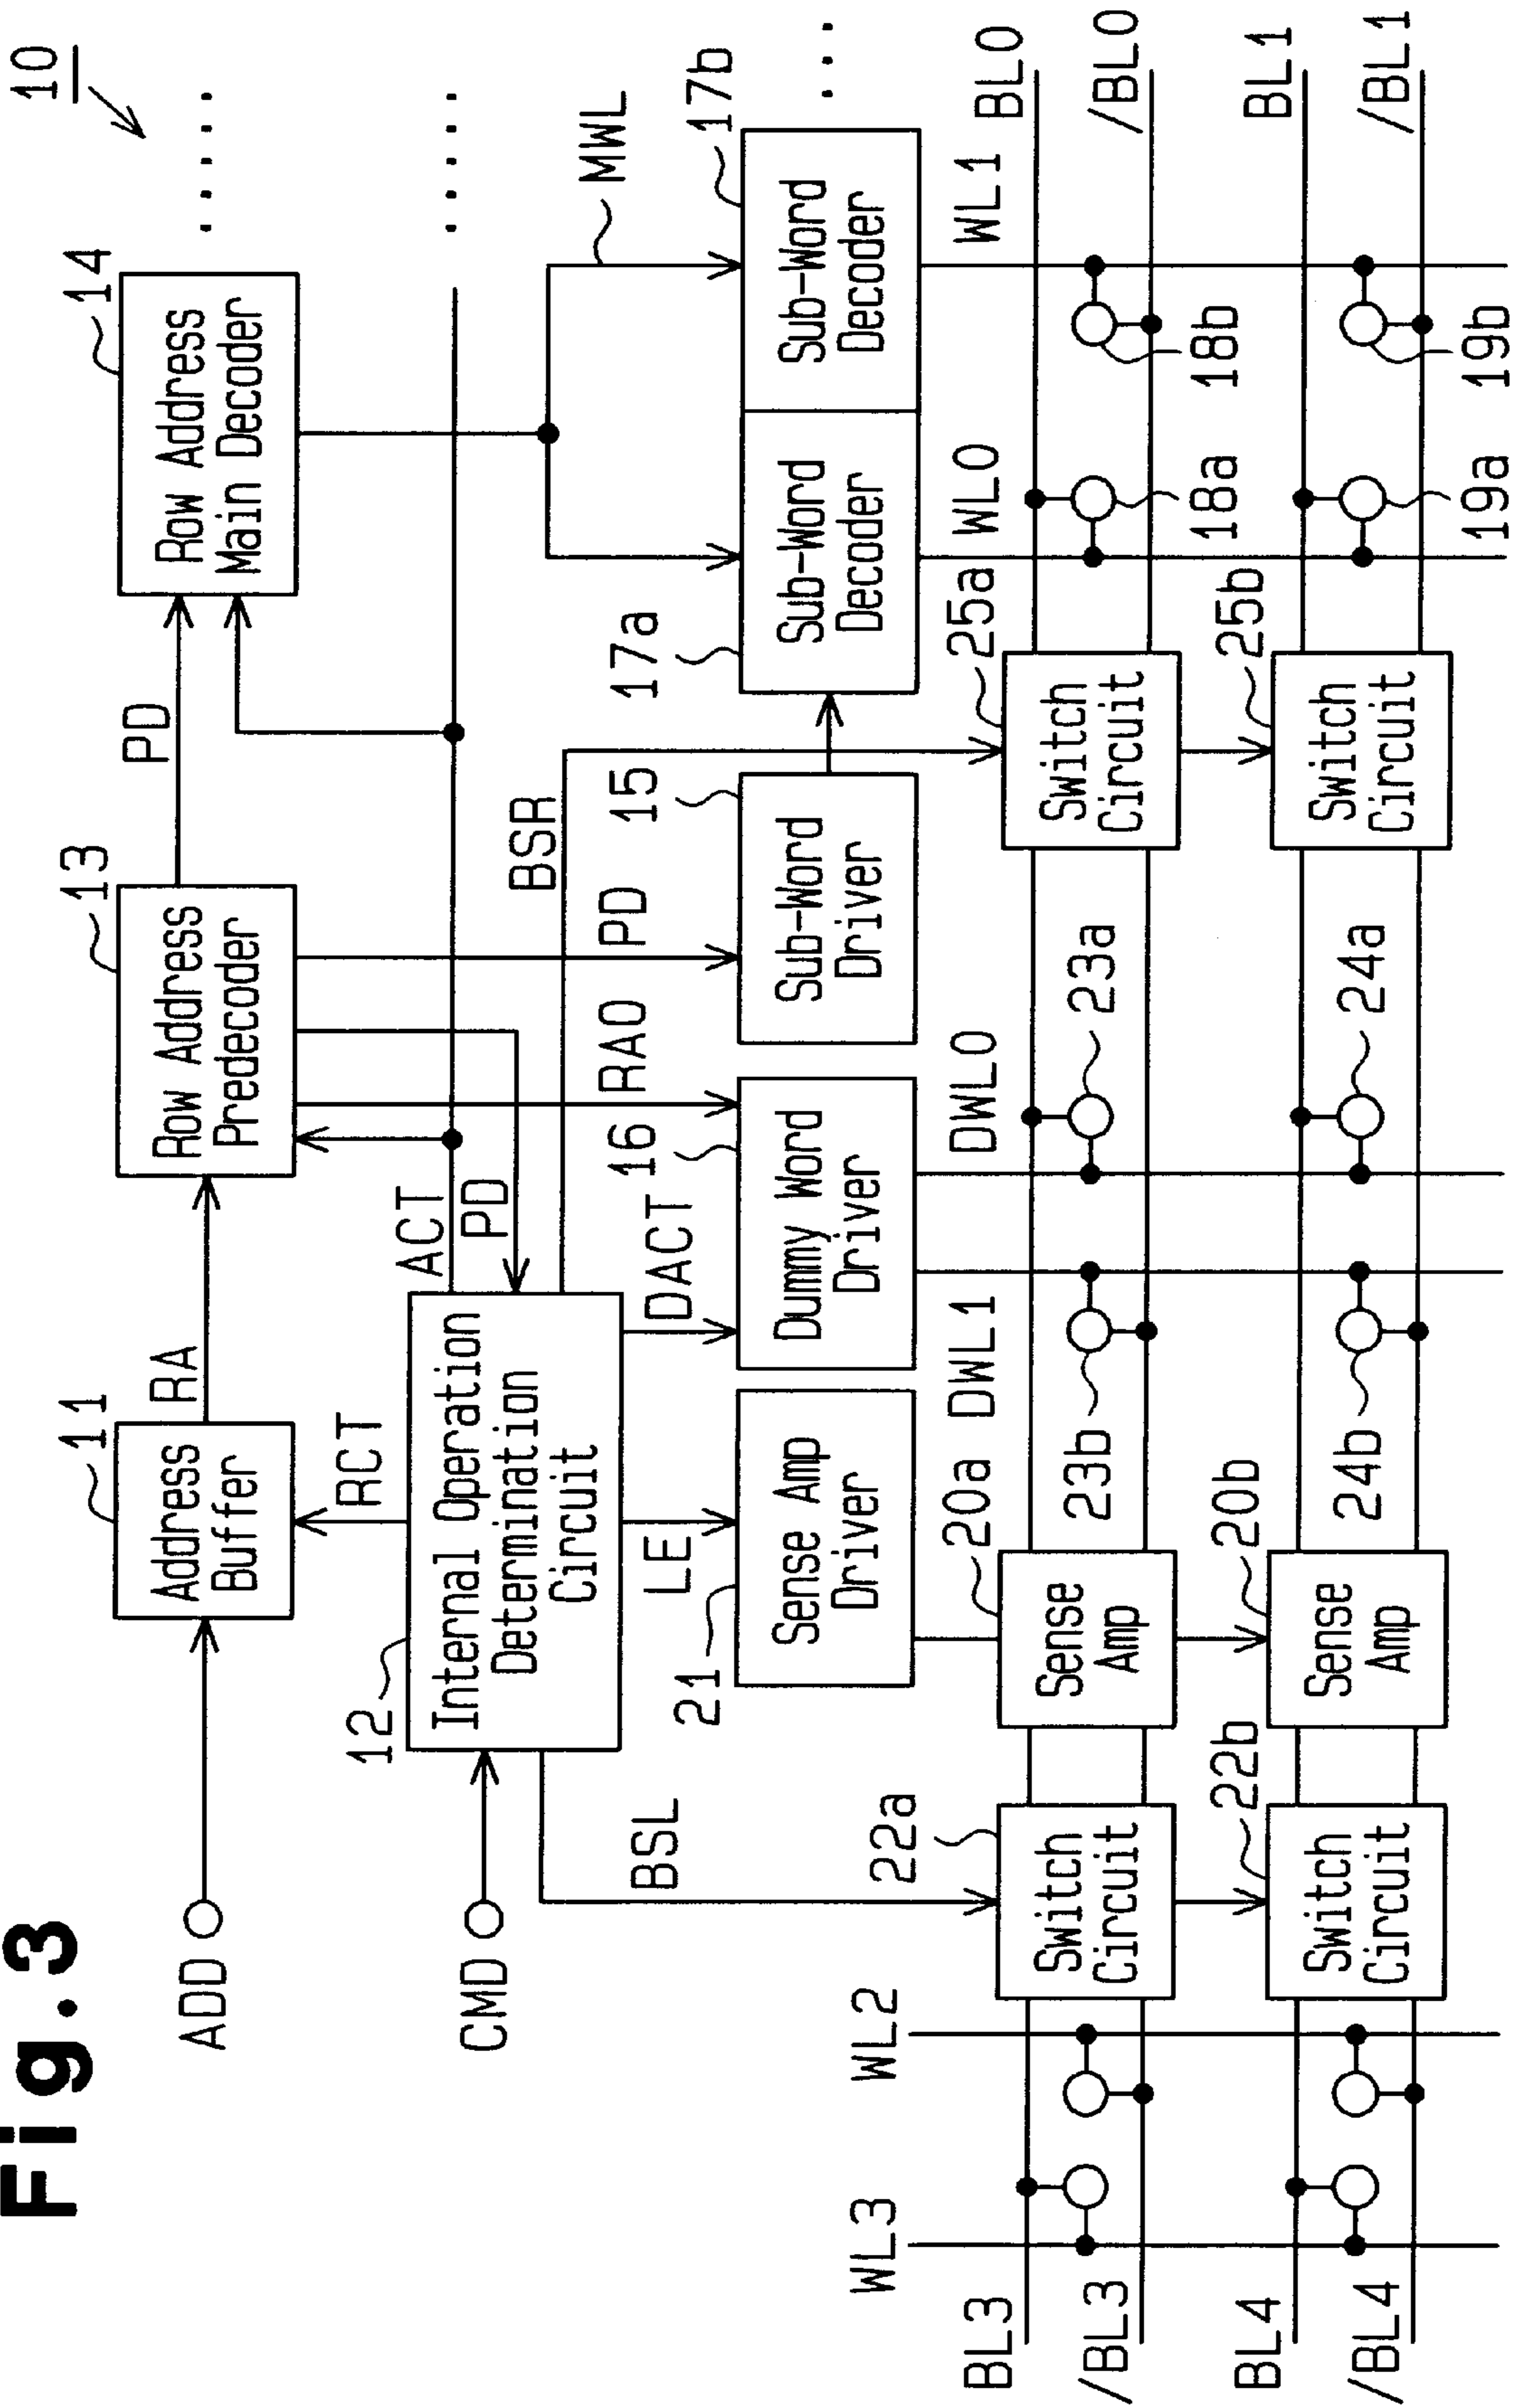 Fig.3
10
ADD
11
Address
Buffer
RA
13
Row Address
Predecoder
PD
14
Row Address
Main Decoder
.....
RCT
CMD
12
Internal Operation
Determination
Circuit
ACT
PD
.....
BSR
MWL
BSL
LE
DACT
RA0
PD
21
Sense Amp
Driver
16
Dummy Word
Driver
15
Sub-Word
Driver
17a
Sub-Word
Decoder
17b
Sub-Word
Decoder
...
WL3
WL2
22a
20a
DWL1
DWL0
25a
WL0
WL1
BL3
/BL3
Switch
Circuit
Sense
Amp
23b
23a
Switch
Circuit
18a
18b
BL0
/BL0
22b
20b
25b
BL4
/BL4
Switch
Circuit
Sense
Amp
24b
24a
Switch
Circuit
19a
19b
BL1
/BL1